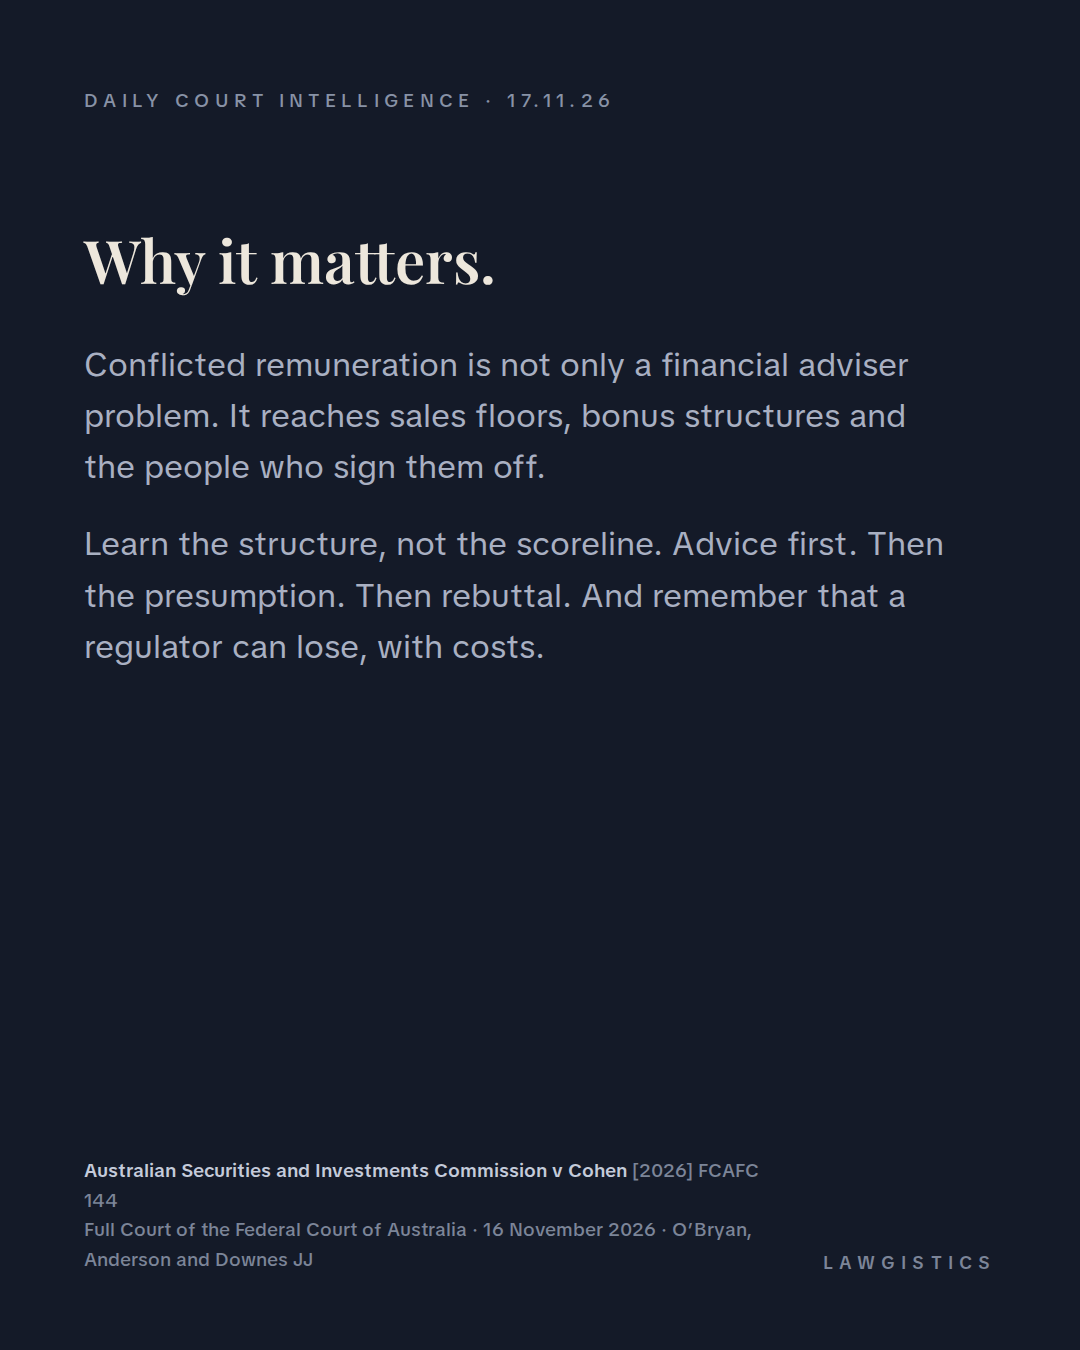 DAILY COURT INTELLIGENCE · 17.11.26
Why it matters.
Conflicted remuneration is not only a financial adviser
problem. It reaches sales floors, bonus structures and
the people who sign them off.
Learn the structure, not the scoreline. Advice first. Then
the presumption. Then rebuttal. And remember that a
regulator can lose, with costs.
Australian Securities and Investments Commission v Cohen [2026] FCAFC
144
Full Court of the Federal Court of Australia · 16 November 2026 · O’Bryan,
Anderson and Downes JJ
LAWGISTICS